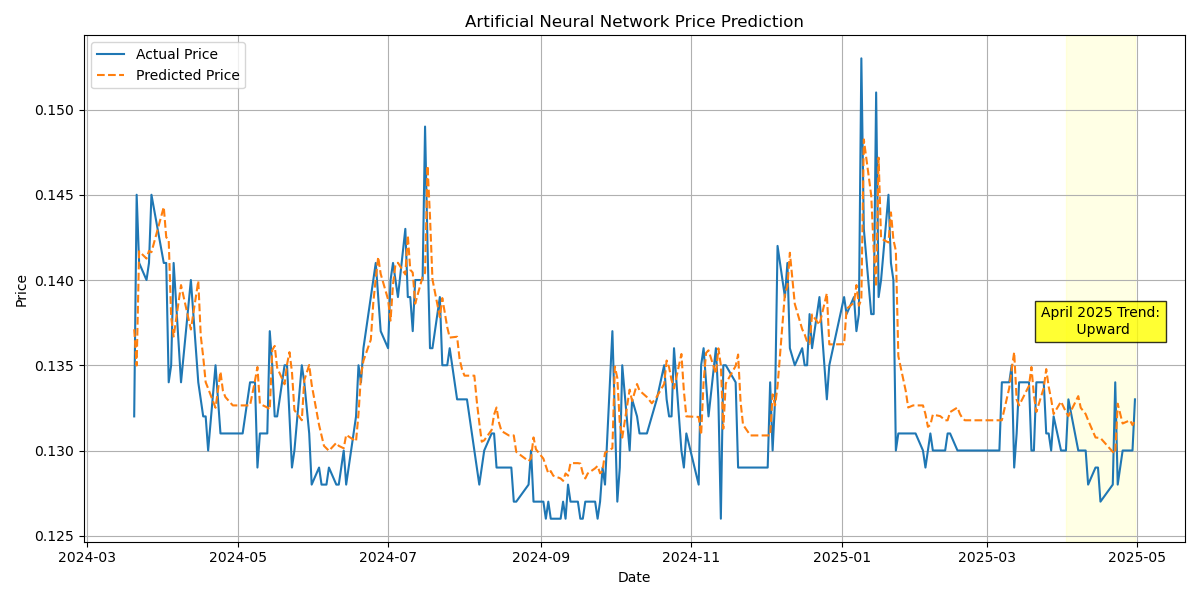 Artificial Neural Network Price Prediction
Actual Price
Predicted Price
0.150
0.145
0.140
0.135
0.130
0.125
Price
April 2025 Trend:
Upward
2024-03
2024-05
2024-07
2024-09
2024-11
2025-01
2025-03
2025-05
Date